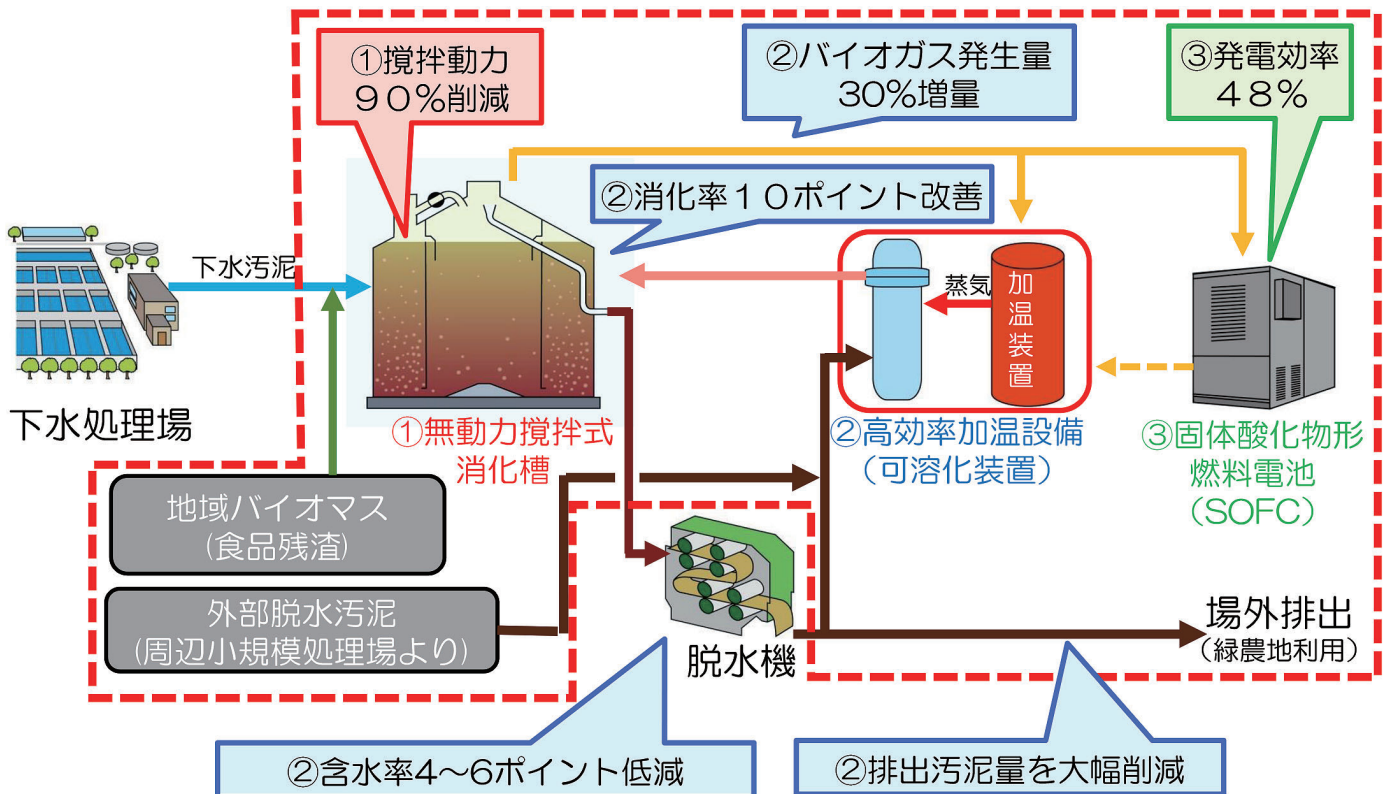 ①攪拌動力
９０％削減
②バイオガス発生量
30％増量
③発電効率
４８％
②消化率１０ポイント改善
下水汚泥
蒸気
加温装置
下水処理場
①無動力攪拌式
消化槽
②高効率加温設備
（可溶化装置）
③固体酸化物形
燃料電池
（SOFC）
地域バイオマス
(食品残渣)
外部脱水汚泥
(周辺小規模処理場より)
脱水機
場外排出
（緑農地利用）
②含水率4～6ポイント低減
②排出汚泥量を大幅削減